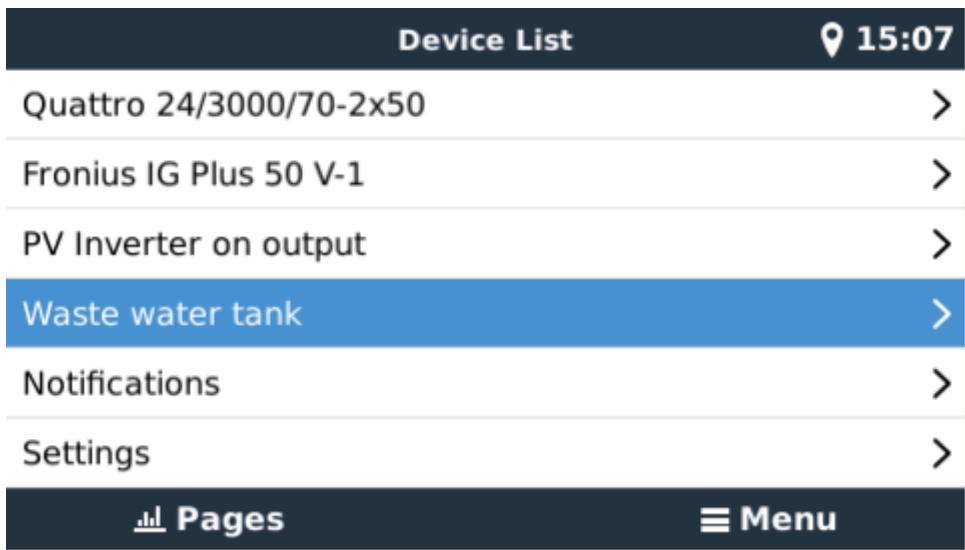 Device List 15:07
Quattro 24/3000/70-2x50
Fronius IG Plus 50 V-1
PV Inverter on output
Waste water tank
Notifications
Settings
Pages Menu